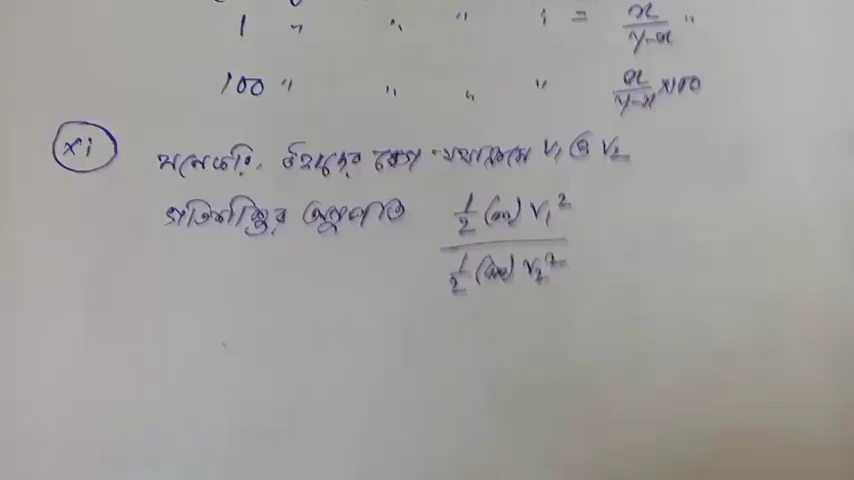 1 " " " i = x/y-x "
100 " " " " x/y-x ×100
xi মনেকরি, উহাদের বেগ যথাক্রমে V₁ ও V₂
গতিশক্তির অনুপাত ½ (m) V₁² / ½ (m) V₂²